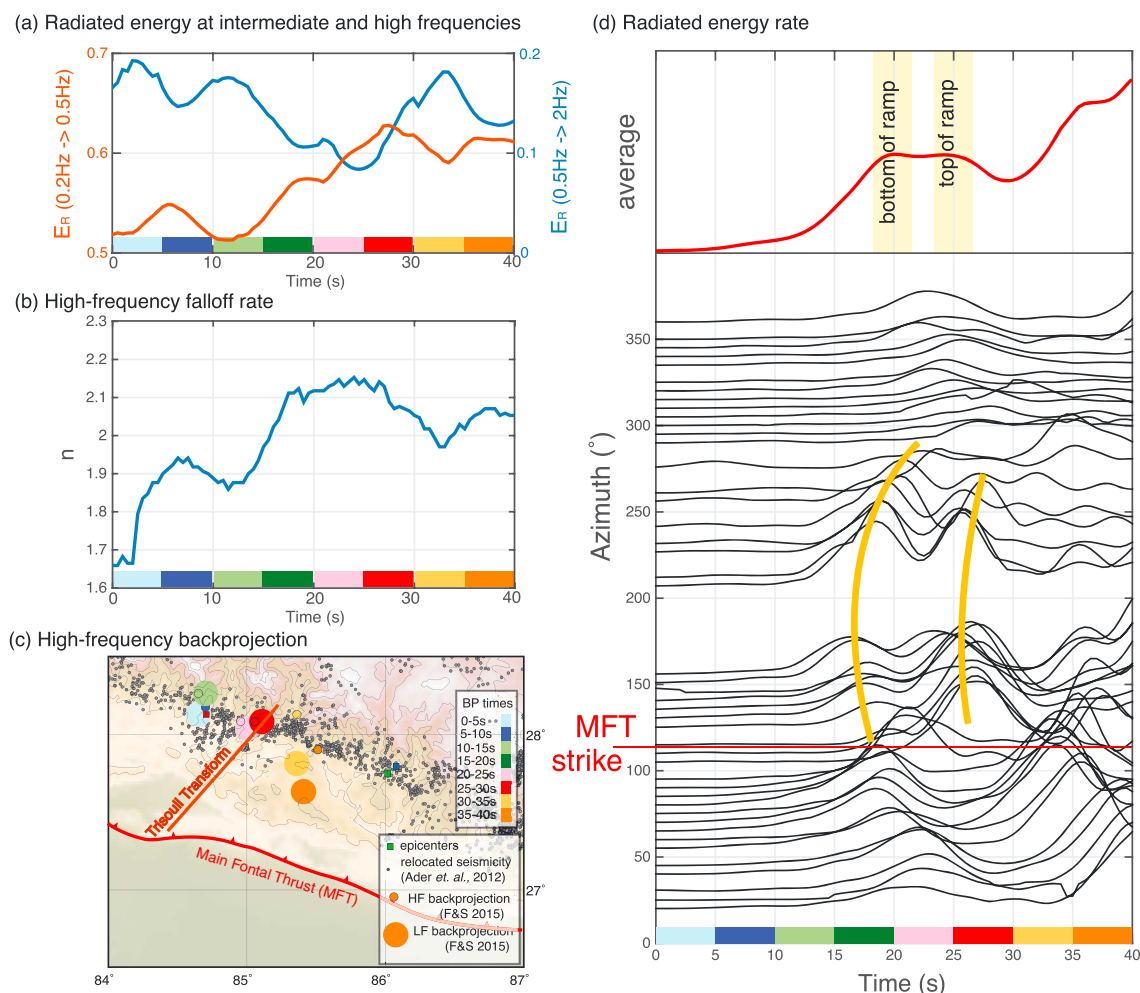 (a) Radiated energy at intermediate and high frequencies
0.7
0.6
0.5
ER (0.2Hz -> 0.5Hz)
0.2
0.1
0
ER (0.5Hz -> 2Hz)
0 10 20 30 40
Time (s)
(b) High-frequency falloff rate
2.3
2.2
2.1
2
1.9
1.8
1.7
1.6
n
0 10 20 30 40
Time (s)
(c) High-frequency backprojection
BP times
0-5s
5-10s
10-15s
15-20s
20-25s
25-30s
30-35s
35-40s
28°
27°
Trisouli Transform
Main Fontal Thrust (MFT)
epicenters
relocated seismicity
(Ader et. al., 2012)
HF backprojection
(F&S 2015)
LF backprojection
(F&S 2015)
84° 85° 86° 87°
(d) Radiated energy rate
average
bottom of ramp
top of ramp
350
300
250
200
150
100
50
0
Azimuth (°)
MFT
strike
0 5 10 15 20 25 30 35 40
Time (s)